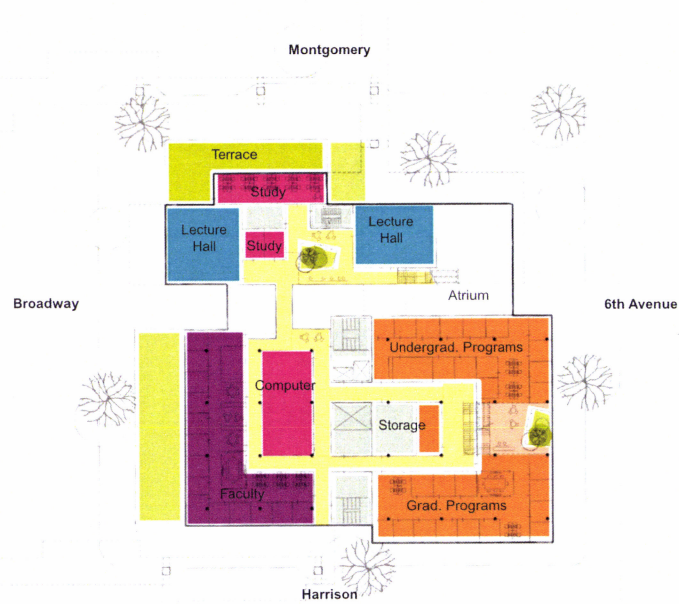 Montgomery
Terrace
Study
Lecture
Hall
Lecture
Hall
Study
Broadway
Atrium
6th Avenue
Undergrad. Programs
Computer
Storage
Faculty
Grad. Programs
Harrison